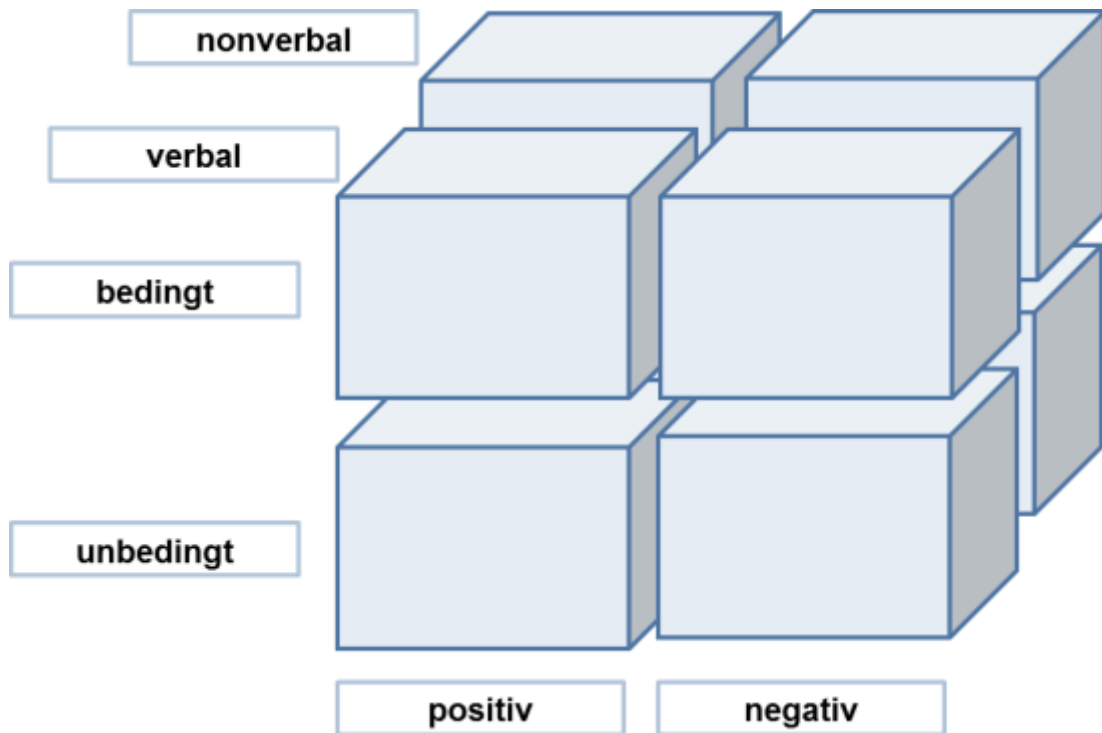 nonverbal
verbal
bedingt
unbedingt
positiv
negativ